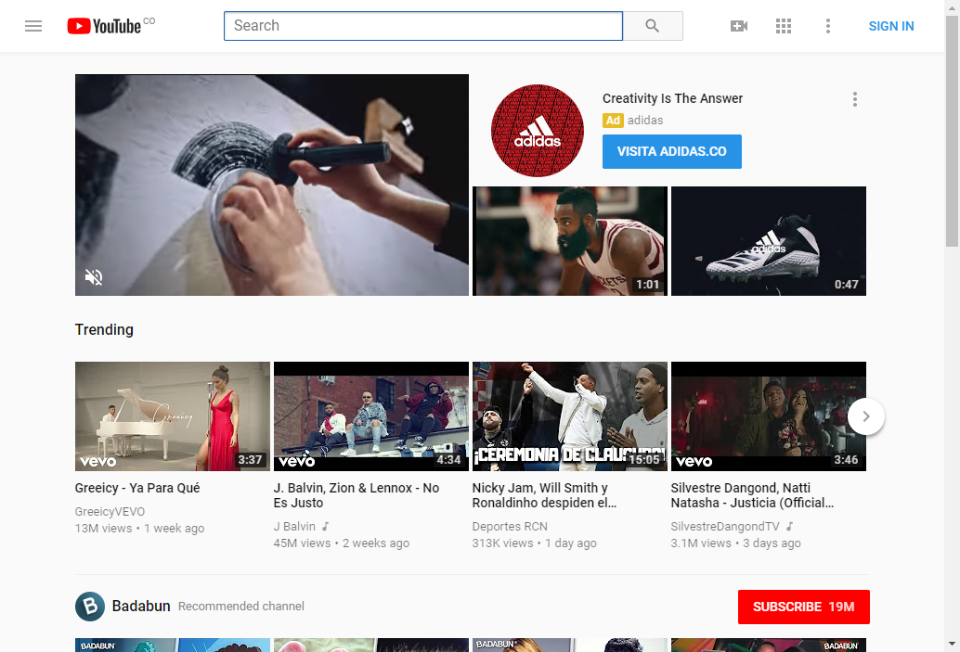 YouTube CO
Search
SIGN IN
Creativity Is The Answer
Ad adidas
VISITA ADIDAS.CO
adidas
1:01
adidas
0:47
Trending
Greeicy
vevo
3:37
vevo
4:34
¡CEREMONIA DE CLAUSURA!
15:05
vevo
3:46
Greeicy - Ya Para Qué
GreeicyVEVO
13M views • 1 week ago
J. Balvin, Zion & Lennox - No
Es Justo
J Balvin
45M views • 2 weeks ago
Nicky Jam, Will Smith y
Ronaldinho despiden el...
Deportes RCN
313K views • 1 day ago
Silvestre Dangond, Natti
Natasha - Justicia (Official...
SilvestreDangondTV
3.1M views • 3 days ago
B
Badabun Recommended channel
SUBSCRIBE 19M
BADABUN
BADABUN
BADABUN